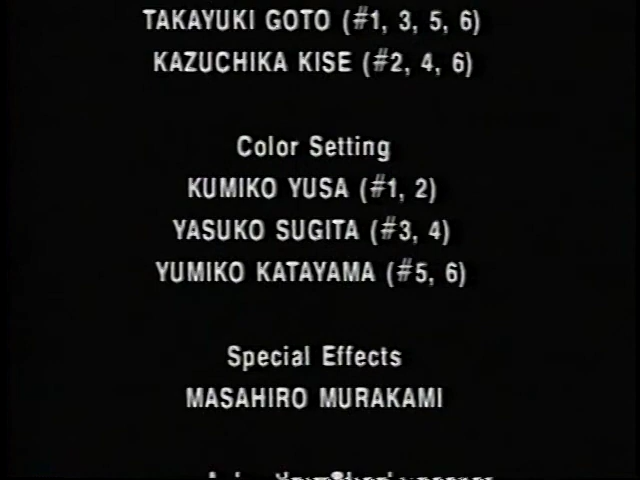 TAKAYUKI GOTO (#1, 3, 5, 6)
KAZUCHIKA KISE (#2, 4, 6)
Color Setting
KUMIKO YUSA (#1, 2)
YASUKO SUGITA (#3, 4)
YUMIKO KATAYAMA (#5, 6)
Special Effects
MASAHIRO MURAKAMI